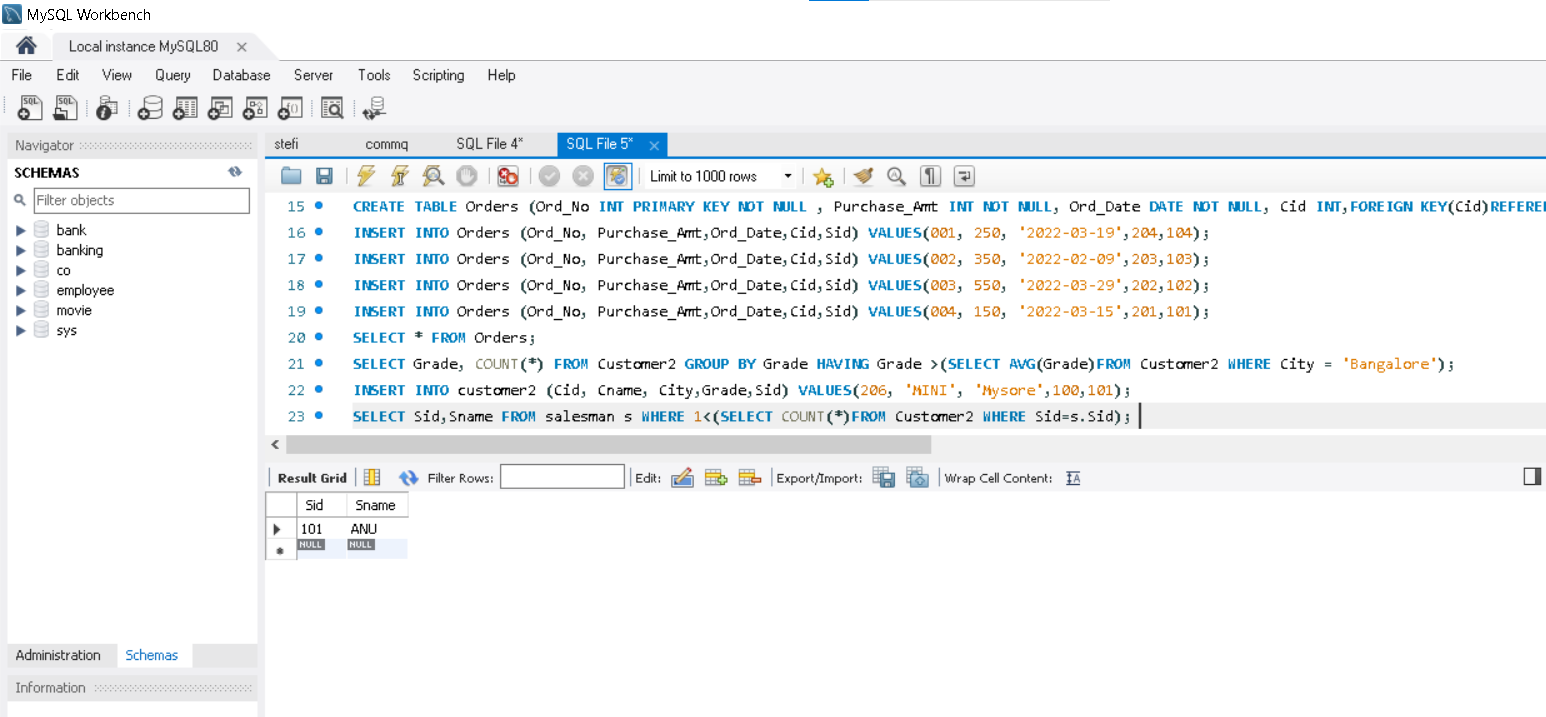 MySQL Workbench
Local instance MySQL80
File Edit View Query Database Server Tools Scripting Help
Navigator
SCHEMAS
Filter objects
bank
banking
co
employee
movie
sys
Administration Schemas
Information
stefi commq SQL File 4* SQL File 5*
Limit to 1000 rows
15 CREATE TABLE Orders (Ord_No INT PRIMARY KEY NOT NULL , Purchase_Amt INT NOT NULL, Ord_Date DATE NOT NULL, Cid INT,FOREIGN KEY(Cid)REFERE
16 INSERT INTO Orders (Ord_No, Purchase_Amt,Ord_Date,Cid,Sid) VALUES(001, 250, '2022-03-19',204,104);
17 INSERT INTO Orders (Ord_No, Purchase_Amt,Ord_Date,Cid,Sid) VALUES(002, 350, '2022-02-09',203,103);
18 INSERT INTO Orders (Ord_No, Purchase_Amt,Ord_Date,Cid,Sid) VALUES(003, 550, '2022-03-29',202,102);
19 INSERT INTO Orders (Ord_No, Purchase_Amt,Ord_Date,Cid,Sid) VALUES(004, 150, '2022-03-15',201,101);
20 SELECT * FROM Orders;
21 SELECT Grade, COUNT(*) FROM Customer2 GROUP BY Grade HAVING Grade >(SELECT AVG(Grade)FROM Customer2 WHERE City = 'Bangalore');
22 INSERT INTO customer2 (Cid, Cname, City,Grade,Sid) VALUES(206, 'MINI', 'Mysore',100,101);
23 SELECT Sid,Sname FROM salesman s WHERE 1<(SELECT COUNT(*)FROM Customer2 WHERE Sid=s.Sid);
Result Grid Filter Rows: Edit: Export/Import: Wrap Cell Content:
Sid Sname
101 ANU
NULL NULL